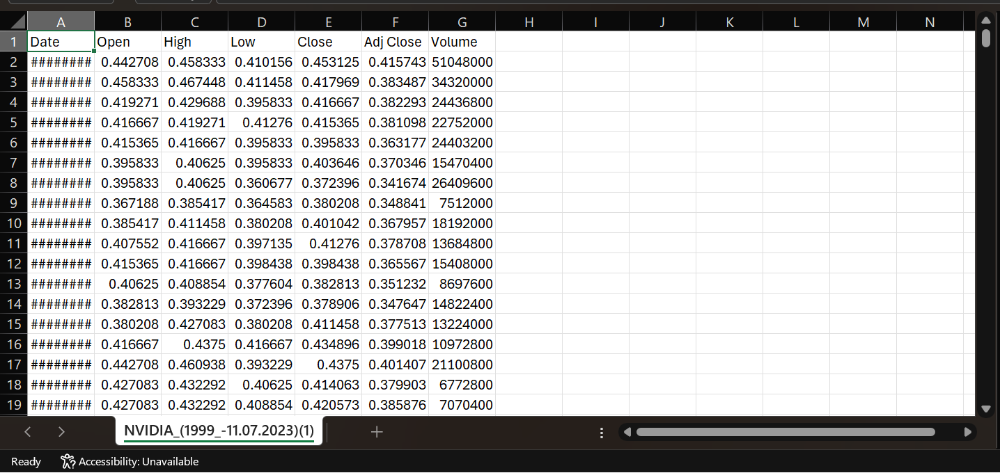 A B C D E F G H I J K L M N
1 Date Open High Low Close Adj Close Volume
2 ######## 0.442708 0.458333 0.410156 0.453125 0.415743 51048000
3 ######## 0.458333 0.467448 0.411458 0.417969 0.383487 34320000
4 ######## 0.419271 0.429688 0.395833 0.416667 0.382293 24436800
5 ######## 0.416667 0.419271 0.41276 0.415365 0.381098 22752000
6 ######## 0.415365 0.416667 0.395833 0.395833 0.363177 24403200
7 ######## 0.395833 0.40625 0.395833 0.403646 0.370346 15470400
8 ######## 0.395833 0.40625 0.360677 0.372396 0.341674 26409600
9 ######## 0.367188 0.385417 0.364583 0.380208 0.348841 7512000
10 ######## 0.385417 0.411458 0.380208 0.401042 0.367957 18192000
11 ######## 0.407552 0.416667 0.397135 0.41276 0.378708 13684800
12 ######## 0.415365 0.416667 0.398438 0.398438 0.365567 15408000
13 ######## 0.40625 0.408854 0.377604 0.382813 0.351232 8697600
14 ######## 0.382813 0.393229 0.372396 0.378906 0.347647 14822400
15 ######## 0.380208 0.427083 0.380208 0.411458 0.377513 13224000
16 ######## 0.416667 0.4375 0.416667 0.434896 0.399018 10972800
17 ######## 0.442708 0.460938 0.393229 0.4375 0.401407 21100800
18 ######## 0.427083 0.432292 0.40625 0.414063 0.379903 6772800
19 ######## 0.427083 0.432292 0.408854 0.420573 0.385876 7070400
NVIDIA_(1999_-11.07.2023)(1)
Ready Accessibility: Unavailable